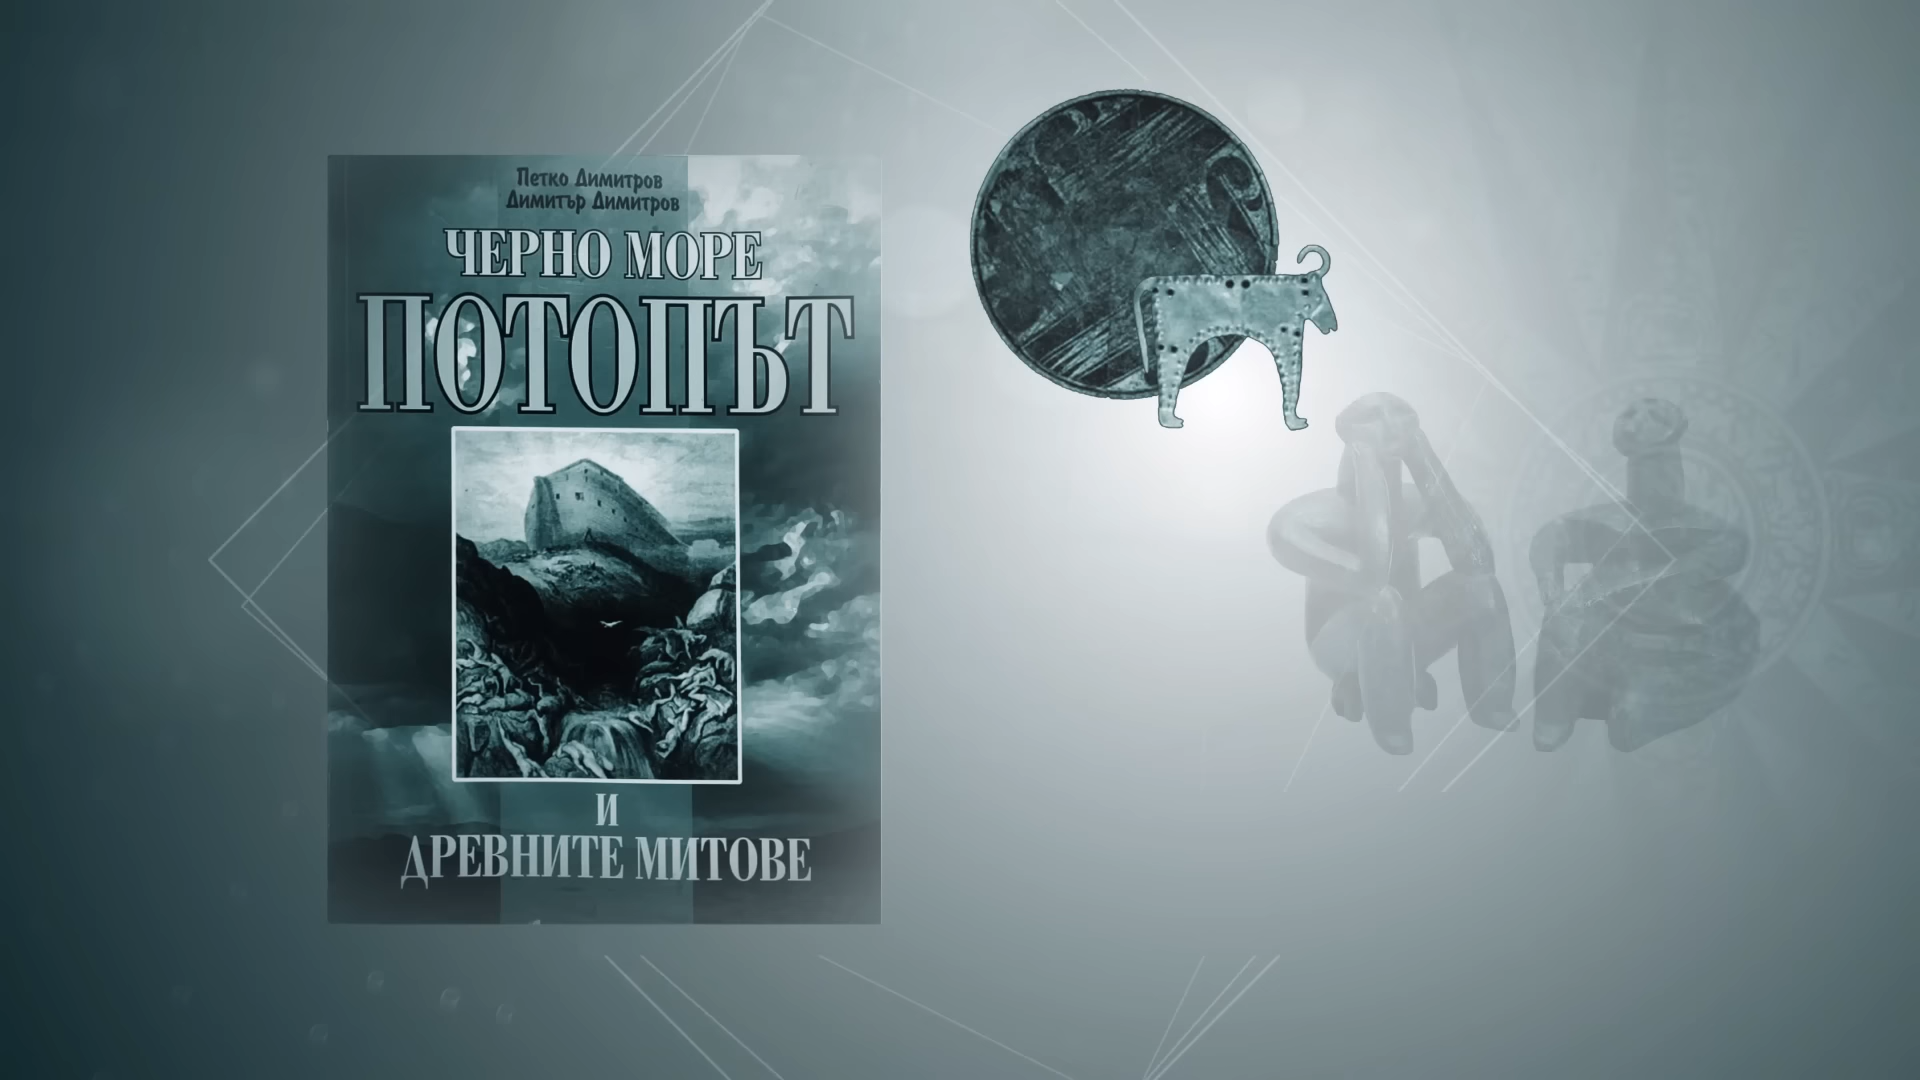 Петко Димитров
Димитър Димитров
ЧЕРНО МОРЕ
ПОТОПЪТ
И
ДРЕВНИТЕ МИТОВЕ